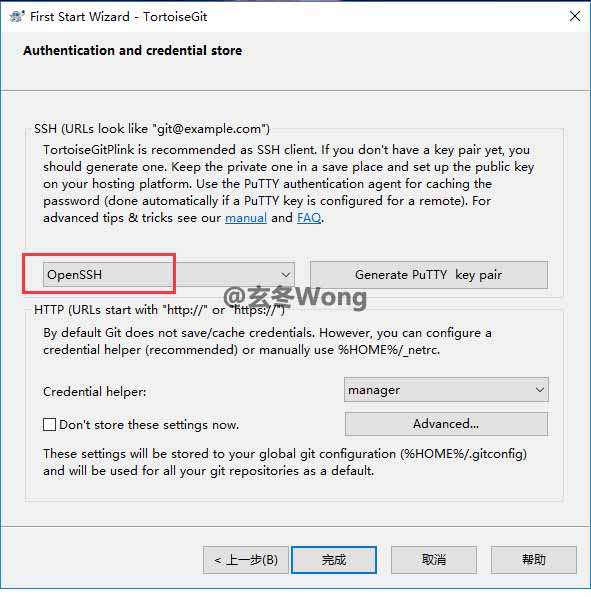 First Start Wizard - TortoiseGit
Authentication and credential store
SSH (URLs look like "git@example.com")
TortoiseGitPlink is recommended as SSH client. If you don't have a key pair yet, you
should generate one. Keep the private one in a save place and set up the public key
on your hosting platform. Use the PuTTY authentication agent for caching the
password (done automatically if a PuTTY key is configured for a remote). For
advanced tips & tricks see our manual and FAQ.
OpenSSH
Generate PuTTY key pair
@玄冬Wong
HTTP (URLs start with "http://" or "https://")
By default Git does not save/cache credentials. However, you can configure a
credential helper (recommended) or manually use %HOME%/_netrc.
Credential helper:
manager
Don't store these settings now.
Advanced...
These settings will be stored to your global git configuration (%HOME%/.gitconfig)
and will be used for all your git repositories as a default.
< 上一步(B)
完成
取消
帮助